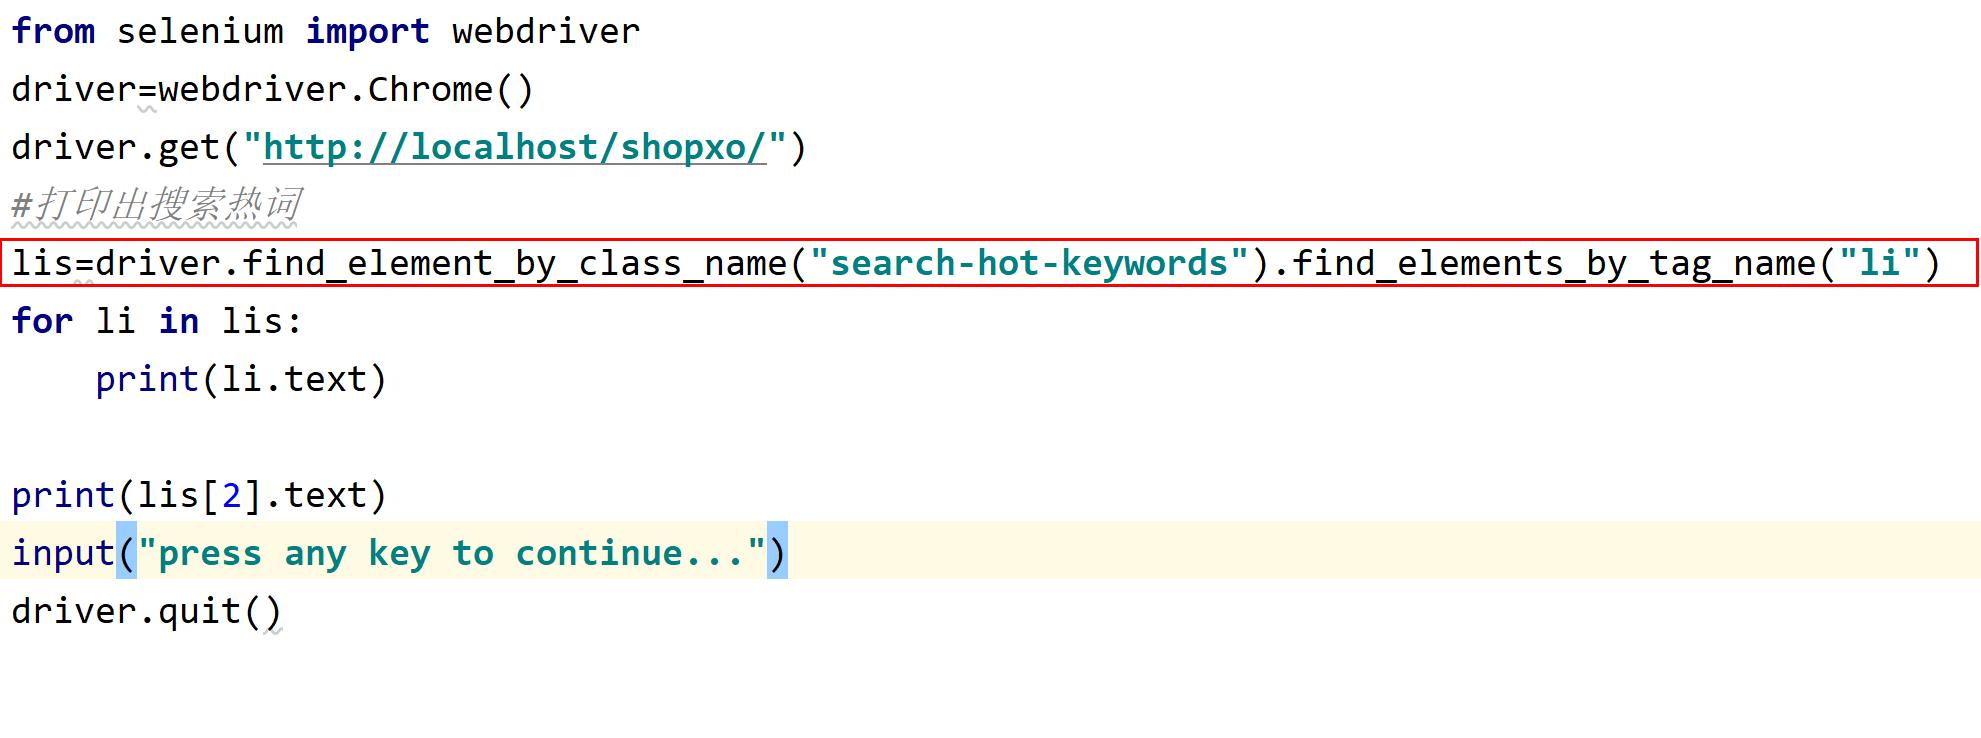 from selenium import webdriver
driver=webdriver.Chrome()
driver.get("http://localhost/shopxo/")
#打印出搜索热词
lis=driver.find_element_by_class_name("search-hot-keywords").find_elements_by_tag_name("li")
for li in lis:
    print(li.text)
print(lis[2].text)
input("press any key to continue...")
driver.quit()